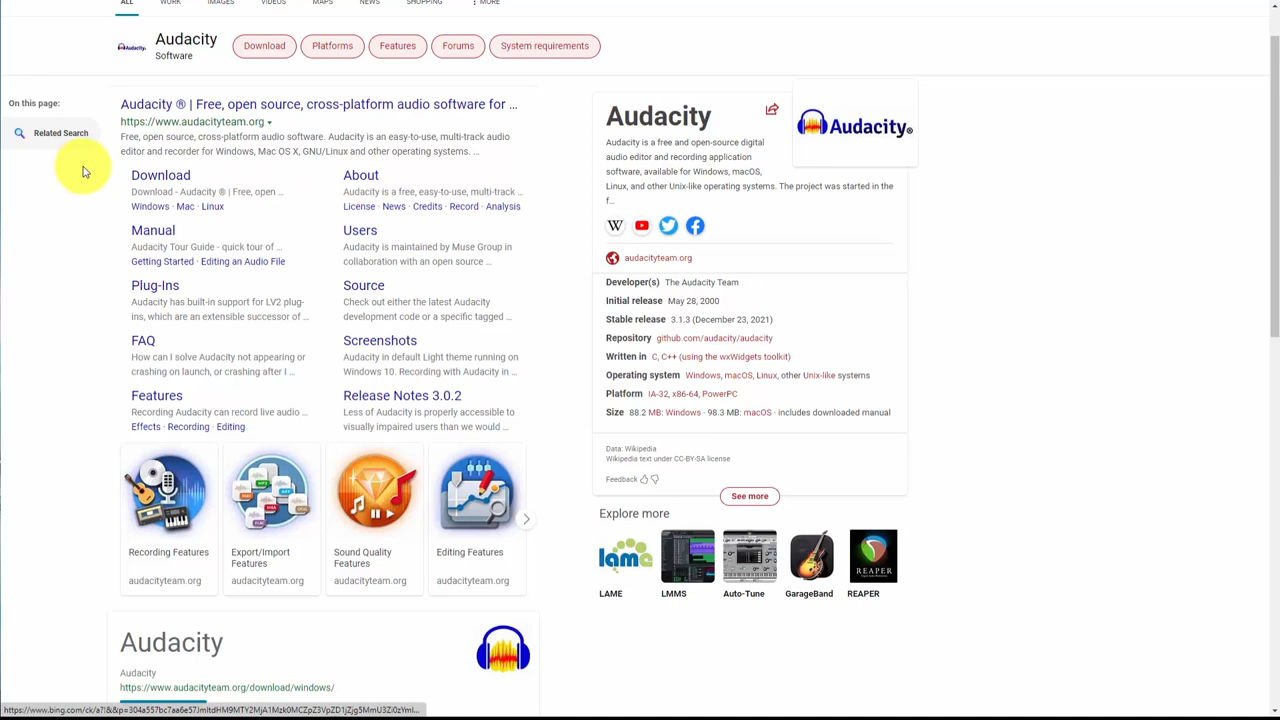 ALL WORK IMAGES VIDEOS MAPS NEWS SHOPPING MORE
Audacity
Audacity
Software
Download
Platforms
Features
Forums
System requirements
On this page:
Related Search
Audacity ® | Free, open source, cross-platform audio software for ...
https://www.audacityteam.org
Free, open source, cross-platform audio software. Audacity is an easy-to-use, multi-track audio
editor and recorder for Windows, Mac OS X, GNU/Linux and other operating systems. ...
Download
Download - Audacity ® | Free, open ...
Windows · Mac · Linux
About
Audacity is a free, easy-to-use, multi-track ...
License · News · Credits · Record · Analysis
Manual
Audacity Tour Guide - quick tour of ...
Getting Started · Editing an Audio File
Users
Audacity is maintained by Muse Group in
collaboration with an open source ...
Plug-Ins
Audacity has built-in support for LV2 plug-
ins, which are an extensible successor of ...
Source
Check out either the latest Audacity
development code or a specific tagged ...
FAQ
How can I solve Audacity not appearing or
crashing on launch, or crashing after I ...
Screenshots
Audacity in default Light theme running on
Windows 10. Recording with Audacity in ...
Features
Recording Audacity can record live audio ...
Effects · Recording · Editing
Release Notes 3.0.2
Less of Audacity is properly accessible to
visually impaired users than we would ...
Recording Features
audacityteam.org
Export/Import
Features
audacityteam.org
Sound Quality
Features
audacityteam.org
Editing Features
audacityteam.org
Audacity
Audacity
https://www.audacityteam.org/download/windows/
Audacity
Audacity®
Audacity is a free and open-source digital
audio editor and recording application
software, available for Windows, macOS,
Linux, and other Unix-like operating systems. The project was started in the
f...
W
audacityteam.org
Developer(s) The Audacity Team
Initial release May 28, 2000
Stable release 3.1.3 (December 23, 2021)
Repository github.com/audacity/audacity
Written in C, C++ (using the wxWidgets toolkit)
Operating system Windows, macOS, Linux, other Unix-like systems
Platform IA-32, x86-64, PowerPC
Size 88.2 MB: Windows · 98.3 MB: macOS · includes downloaded manual
Data: Wikipedia
Wikipedia text under CC-BY-SA license
Feedback
See more
Explore more
lame
REAPER
LAME
LMMS
Auto-Tune
GarageBand
REAPER